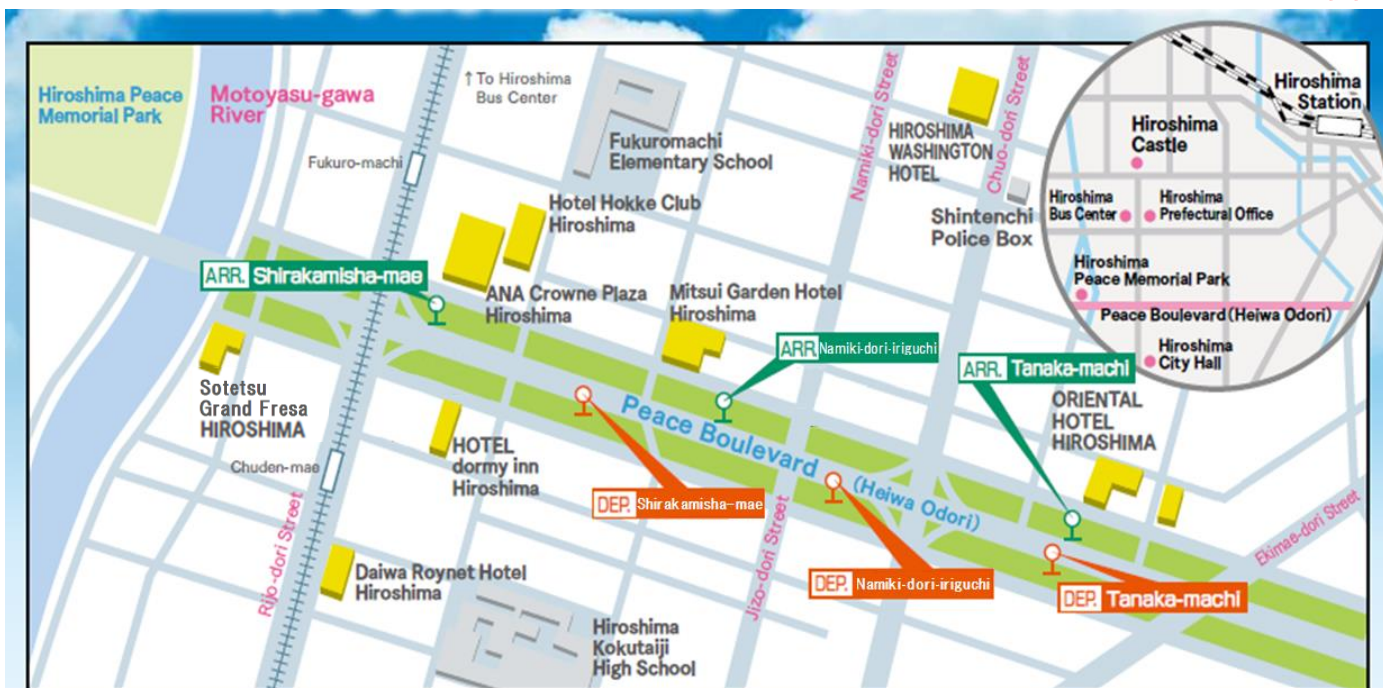 Hiroshima Peace
Memorial Park
Motoyasu-gawa
River
↑ To Hiroshima
Bus Center
Fukuro-machi
Fukuromachi
Elementary School
Namiki-dori Street
HIROSHIMA
WASHINGTON
HOTEL
Chuo-dori Street
Shintenchi
Police Box
Hiroshima
Station
Hiroshima
Castle
Hiroshima
Bus Center
Hiroshima
Prefectural Office
Hiroshima
Peace Memorial Park
Peace Boulevard (Heiwa Odori)
Hiroshima
City Hall
Hotel Hokke Club
Hiroshima
ARR. Shirakamisha-mae
ANA Crowne Plaza
Hiroshima
Mitsui Garden Hotel
Hiroshima
ARR. Namiki-dori-iriguchi
ARR. Tanaka-machi
ORIENTAL
HOTEL
HIROSHIMA
Sotetsu
Grand Fresa
HIROSHIMA
Peace Boulevard
(Heiwa Odori)
HOTEL
dormy inn
Hiroshima
Chuden-mae
DEP. Shirakamisha-mae
DEP. Namiki-dori-iriguchi
DEP. Tanaka-machi
Ekimae-dori Street
Rijo-dori Street
Jizo-dori Street
Daiwa Roynet Hotel
Hiroshima
Hiroshima
Kokutaiji
High School